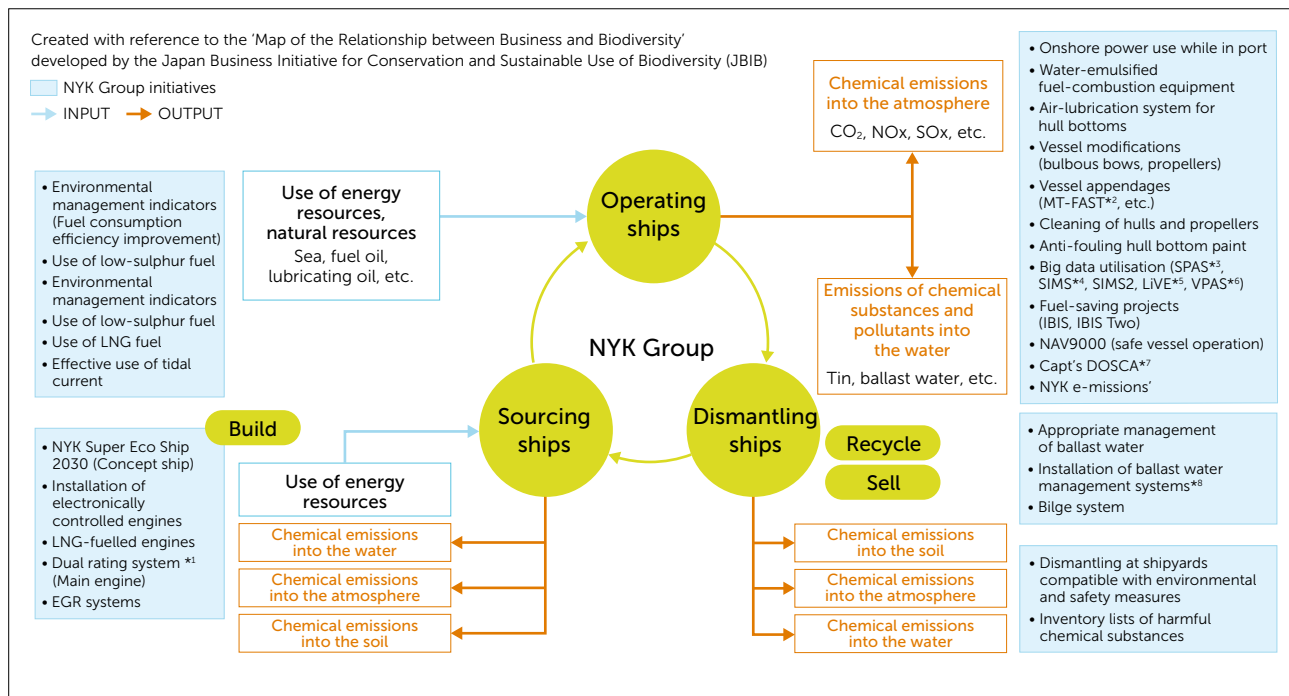 Created with reference to the ‘Map of the Relationship between Business and Biodiversity’
developed by the Japan Business Initiative for Conservation and Sustainable Use of Biodiversity (JBIB)
NYK Group initiatives
INPUT
OUTPUT
• Environmental
management indicators
(Fuel consumption
efficiency improvement)
• Use of low-sulphur fuel
• Environmental
management indicators
• Use of low-sulphur fuel
• Use of LNG fuel
• Effective use of tidal
current
Use of energy
resources,
natural resources
Sea, fuel oil,
lubricating oil, etc.
Operating
ships
Chemical emissions
into the atmosphere
CO₂, NOx, SOx, etc.
Emissions of chemical
substances and
pollutants into
the water
Tin, ballast water, etc.
• Onshore power use while in port
• Water-emulsified
fuel-combustion equipment
• Air-lubrication system for
hull bottoms
• Vessel modifications
(bulbous bows, propellers)
• Vessel appendages
(MT-FAST*², etc.)
• Cleaning of hulls and propellers
• Anti-fouling hull bottom paint
• Big data utilisation (SPAS*³,
SIMS*⁴, SIMS2, LiVE*⁵, VPAS*⁶)
• Fuel-saving projects
(IBIS, IBIS Two)
• NAV9000 (safe vessel operation)
• Capt's DOSCA*⁷
• NYK e-missions'
NYK Group
Sourcing
ships
Dismantling
ships
Build
Recycle
Sell
• NYK Super Eco Ship
2030 (Concept ship)
• Installation of
electronically
controlled engines
• LNG-fuelled engines
• Dual rating system *¹
(Main engine)
• EGR systems
Use of energy
resources
Chemical emissions
into the water
Chemical emissions
into the atmosphere
Chemical emissions
into the soil
Chemical emissions
into the soil
Chemical emissions
into the atmosphere
Chemical emissions
into the water
• Appropriate management
of ballast water
• Installation of ballast water
management systems*⁸
• Bilge system
• Dismantling at shipyards
compatible with environmental
and safety measures
• Inventory lists of harmful
chemical substances